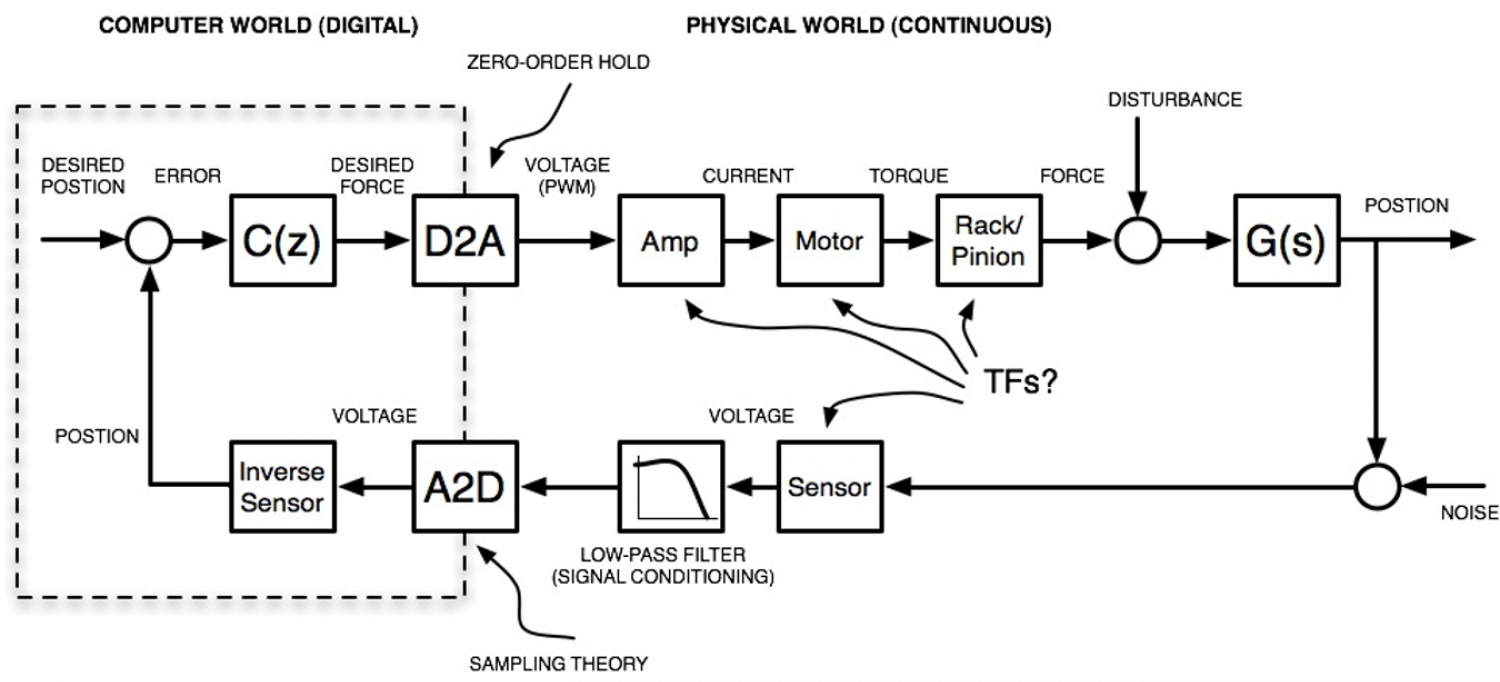 COMPUTER WORLD (DIGITAL)
PHYSICAL WORLD (CONTINUOUS)
ZERO-ORDER HOLD
DISTURBANCE
DESIRED
POSTION
ERROR
DESIRED
FORCE
VOLTAGE
(PWM)
CURRENT
TORQUE
FORCE
POSTION
C(z)
D2A
Amp
Motor
Rack/
Pinion
G(s)
TFs?
POSTION
VOLTAGE
VOLTAGE
Inverse
Sensor
A2D
Sensor
NOISE
LOW-PASS FILTER
(SIGNAL CONDITIONING)
SAMPLING THEORY